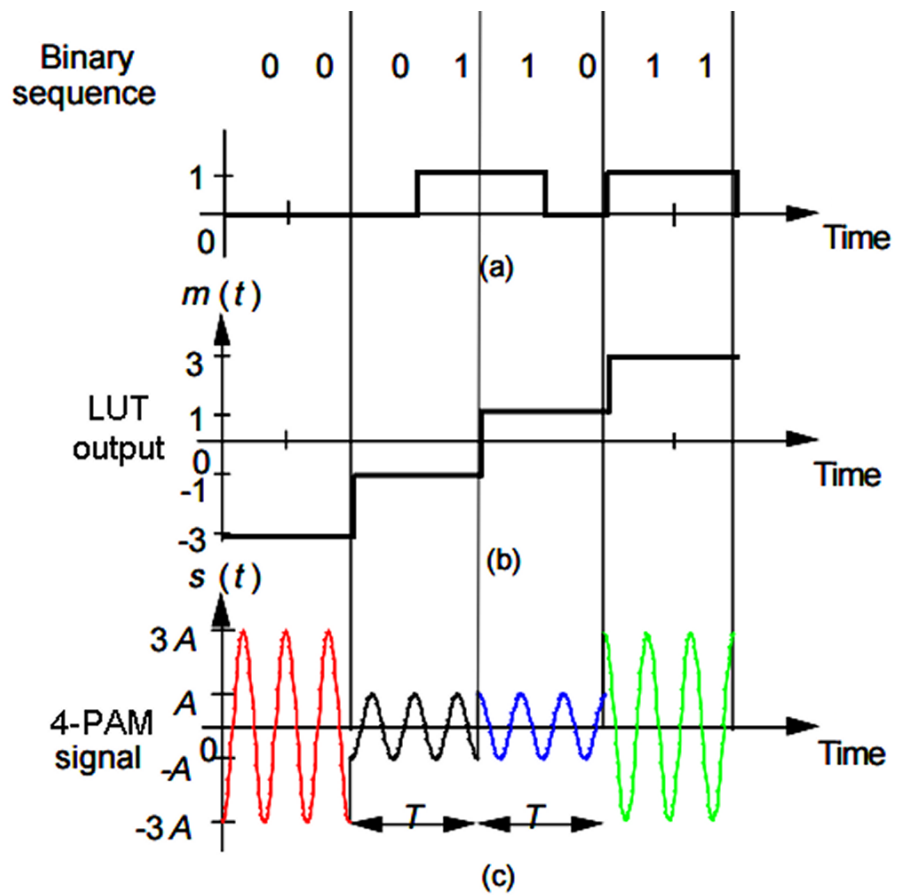 Binary
sequence
0 0 0 1 1 0 1 1
1
0
Time
(a)
m (t)
3
LUT
output
1
0
-1
-3
Time
(b)
s (t)
3 A
A
4-PAM
signal
0
-A
-3 A
Time
T T
(c)